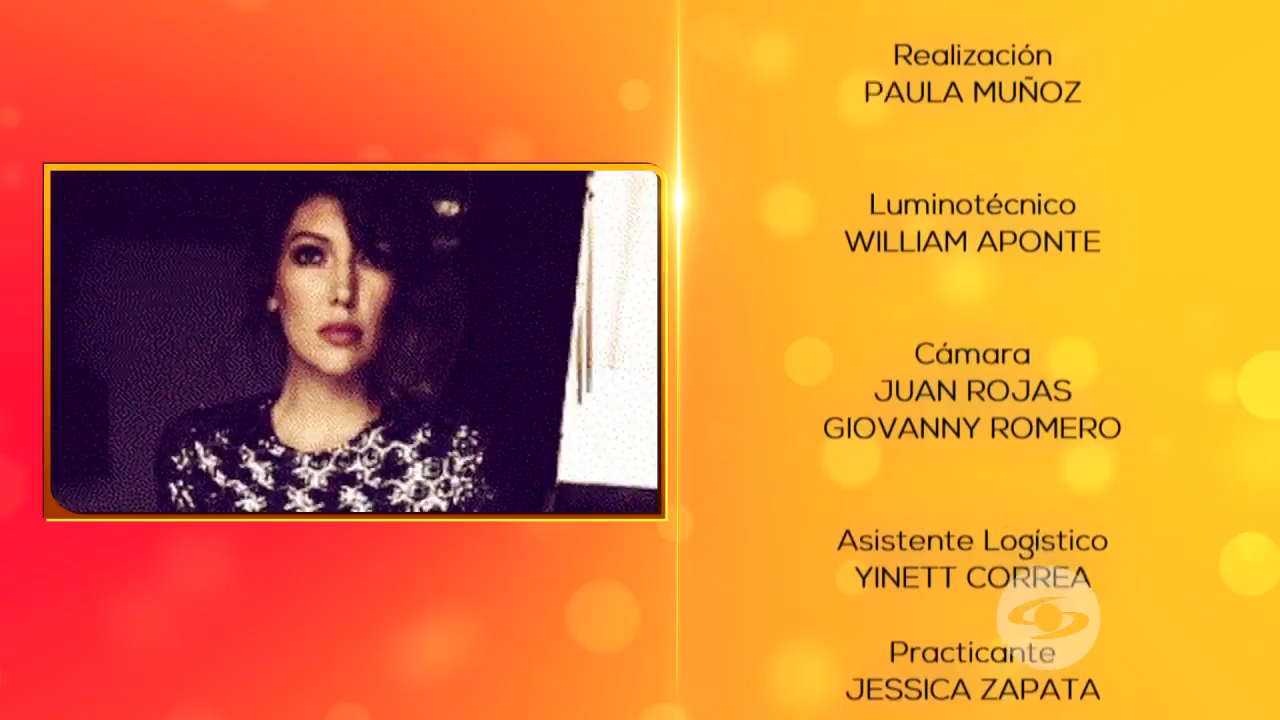 Realización
PAULA MUÑOZ
Luminotécnico
WILLIAM APONTE
Cámara
JUAN ROJAS
GIOVANNY ROMERO
Asistente Logístico
YINETT CORREA
Practicante
JESSICA ZAPATA